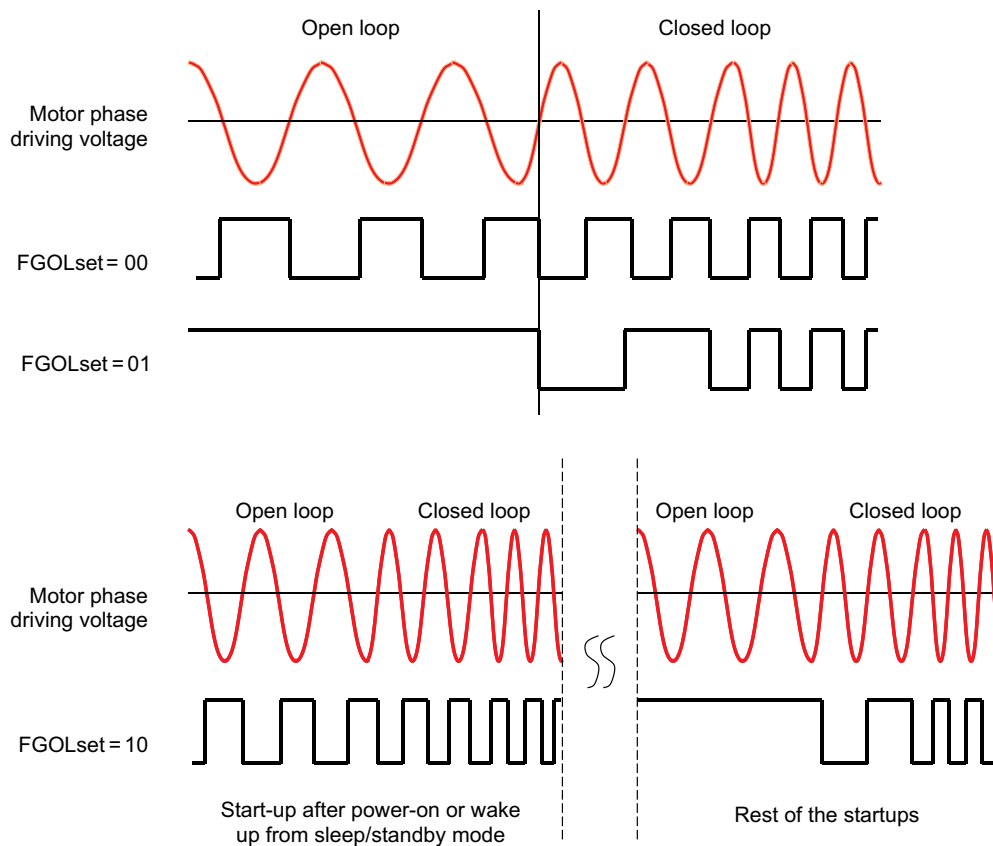 Open loop
Closed loop
Motor phase
driving voltage
FGOLset = 00
FGOLset = 01
Open loop
Closed loop
Open loop
Closed loop
Motor phase
driving voltage
FGOLset = 10
Start-up after power-on or wake
up from sleep/standby mode
Rest of the startups